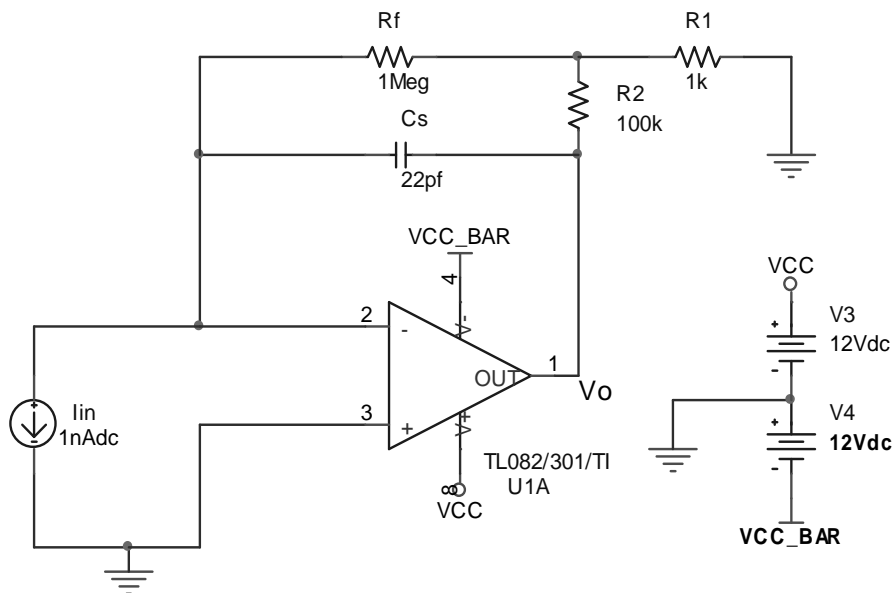 Rf
1Meg
R1
1k
R2
100k
Cs
22pf
VCC_BAR
4
V-
2
-
OUT
1
Vo
3
+
V+
8
VCC
TL082/301/TI
U1A
+
Iin
1nAdc
-
VCC
+
V3
12Vdc
-
+
V4
12Vdc
-
VCC_BAR